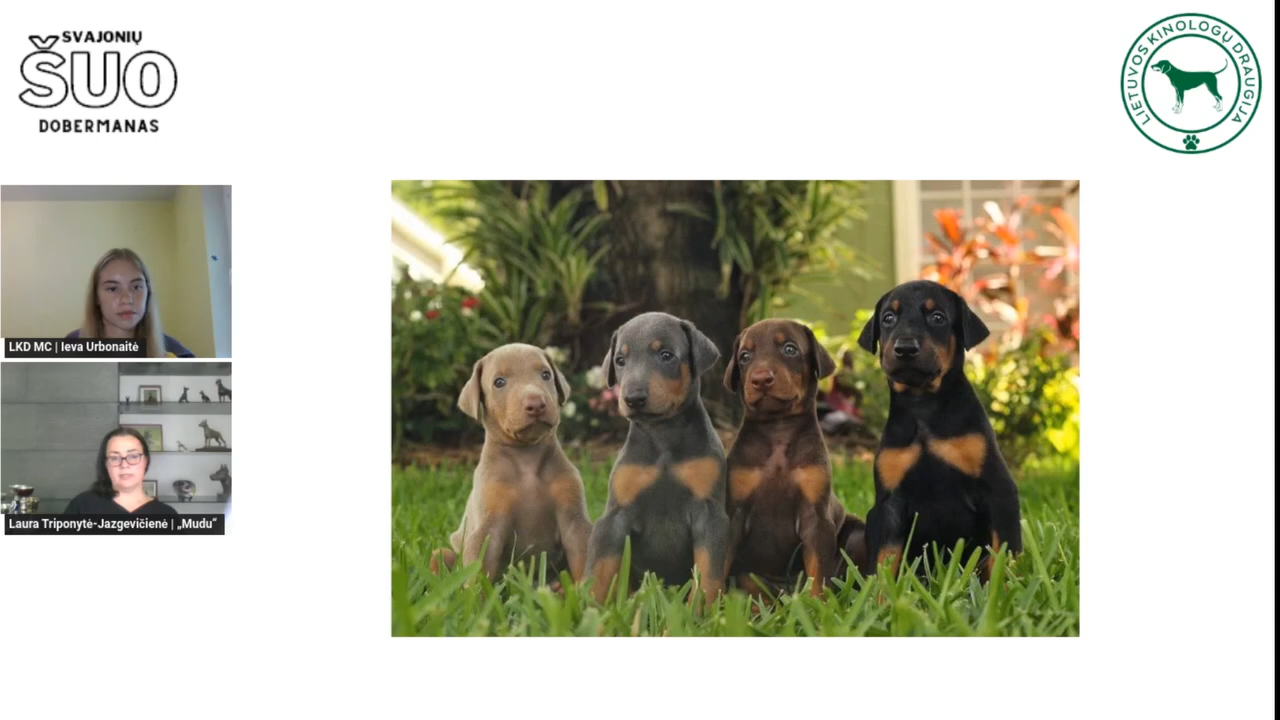 SVAJONIŲ
ŠUO
DOBERMANAS
LIETUVOS KINOLOGŲ DRAUGIJA
LKD MC | Ieva Urbonaitė
Laura Triponytė-Jazgevičienė | „Mudu“